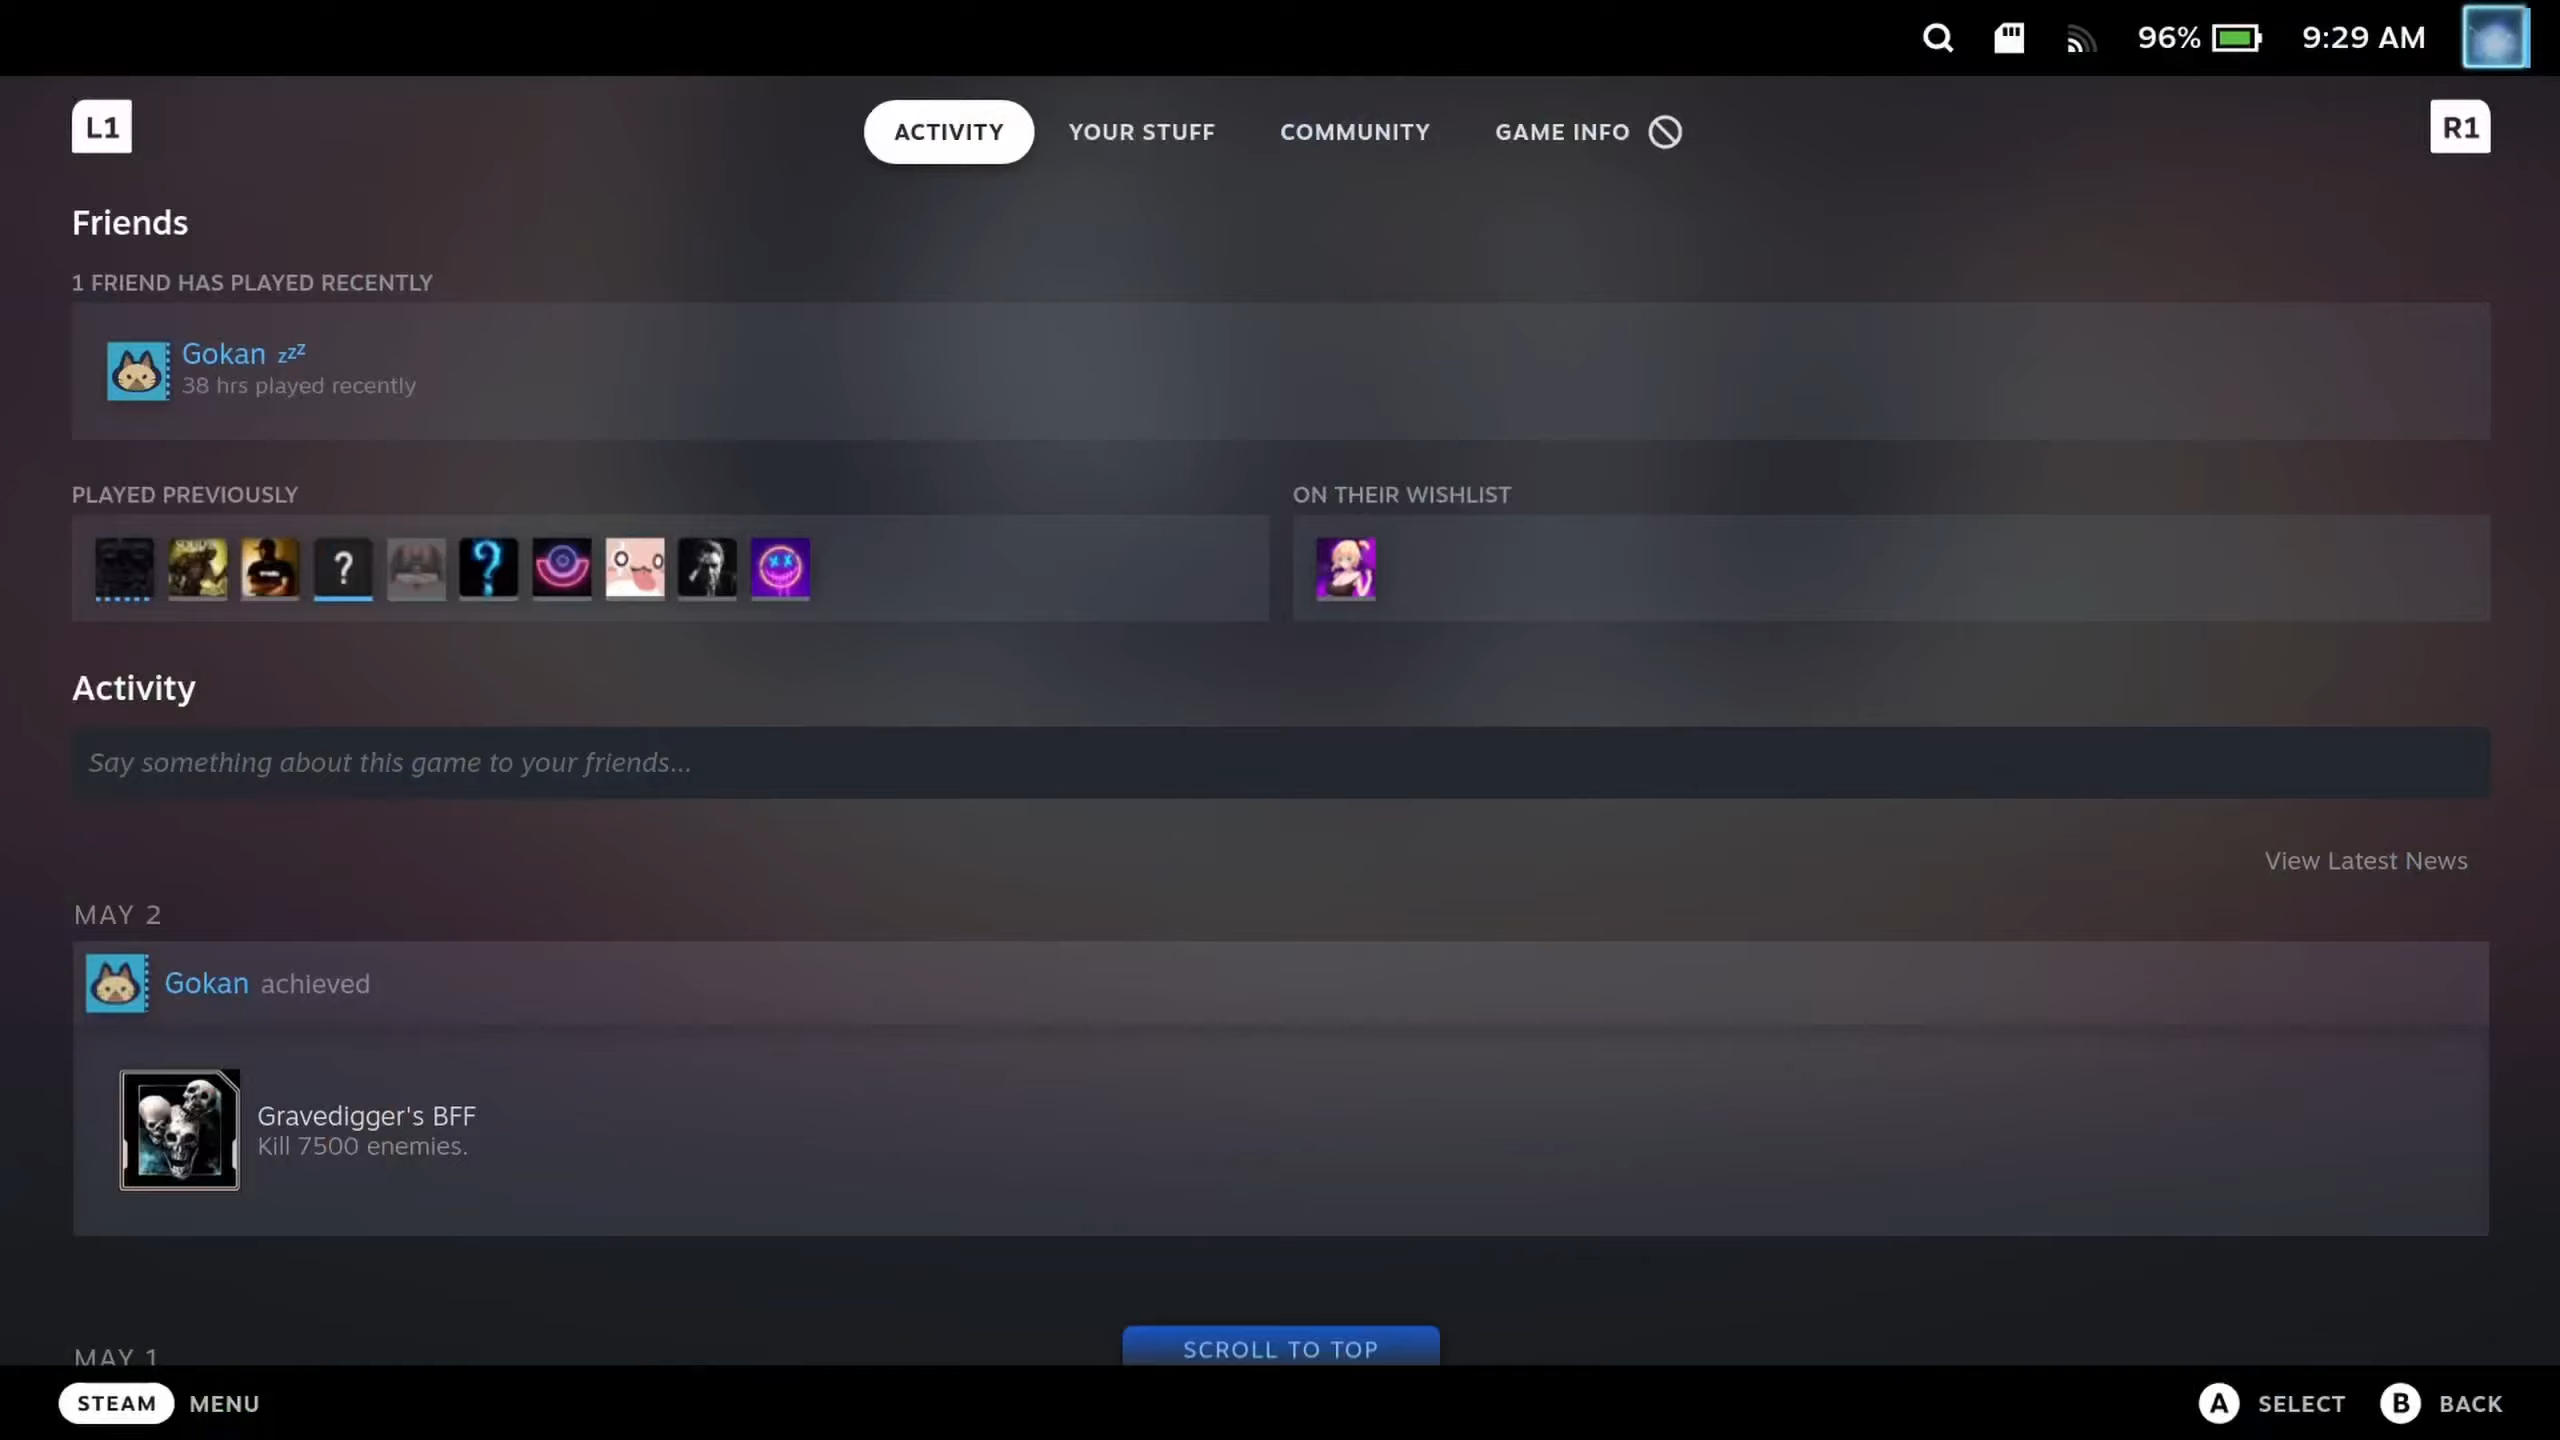 96% 9:29 AM
L1 ACTIVITY YOUR STUFF COMMUNITY GAME INFO R1
Friends
1 FRIEND HAS PLAYED RECENTLY
Gokan zzz
38 hrs played recently
PLAYED PREVIOUSLY
ON THEIR WISHLIST
?
?
Activity
Say something about this game to your friends...
View Latest News
MAY 2
Gokan achieved
Gravedigger's BFF
Kill 7500 enemies.
MAY 1
SCROLL TO TOP
STEAM MENU A SELECT B BACK